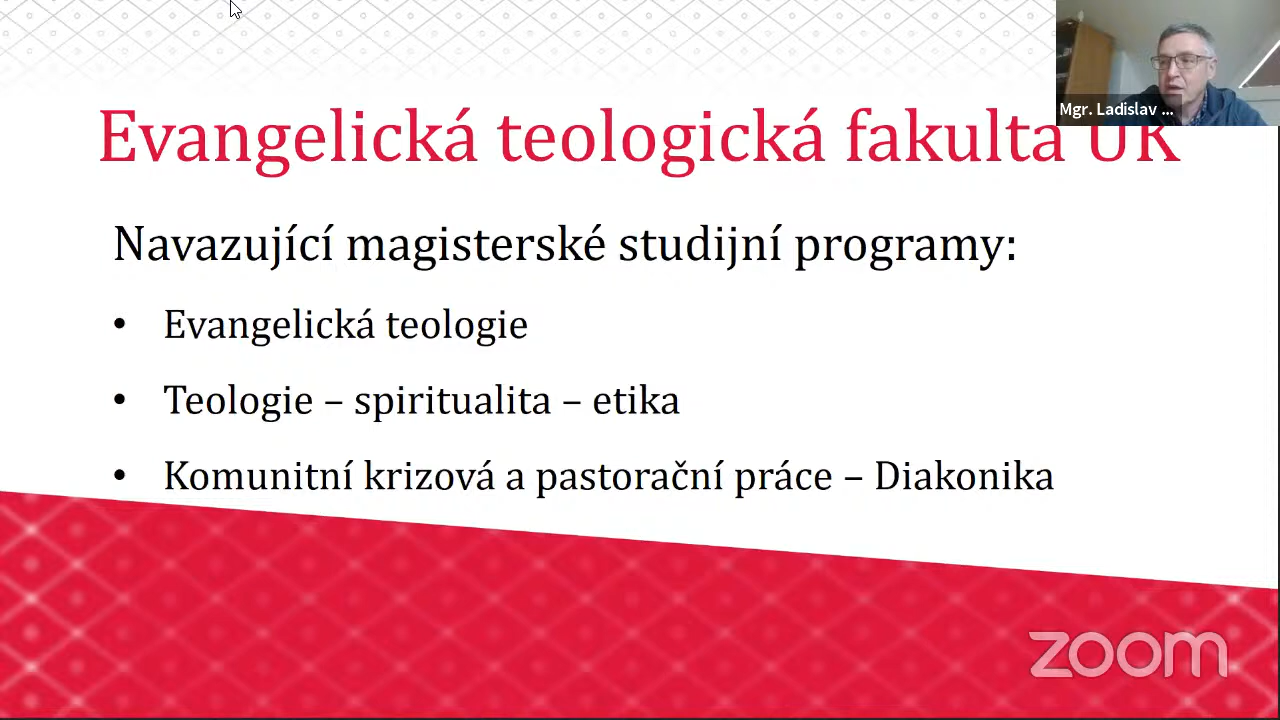 Mgr. Ladislav ...
Evangelická teologická fakulta UK
Navazující magisterské studijní programy:
• Evangelická teologie
• Teologie – spiritualita – etika
• Komunitní krizová a pastorační práce – Diakonika
zoom